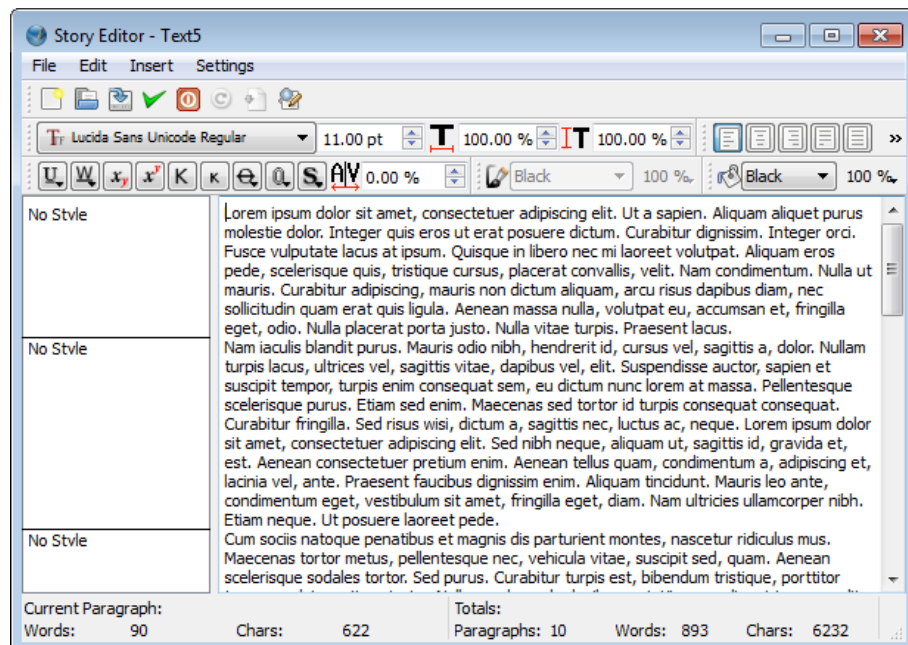 Story Editor - Text5
File Edit Insert Settings
Lucida Sans Unicode Regular 11.00 pt 100.00 % 100.00 % »
0.00 % Black 100 % Black 100 %
No Style
Lorem ipsum dolor sit amet, consectetuer adipiscing elit. Ut a sapien. Aliquam aliquet purus
molestie dolor. Integer quis eros ut erat posuere dictum. Curabitur dignissim. Integer orci.
Fusce vulputate lacus at ipsum. Quisque in libero nec mi laoreet volutpat. Aliquam eros
pede, scelerisque quis, tristique cursus, placerat convallis, velit. Nam condimentum. Nulla ut
mauris. Curabitur adipiscing, mauris non dictum aliquam, arcu risus dapibus diam, nec
sollicitudin quam erat quis ligula. Aenean massa nulla, volutpat eu, accumsan et, fringilla
eget, odio. Nulla placerat porta justo. Nulla vitae turpis. Praesent lacus.
No Style
Nam iaculis blandit purus. Mauris odio nibh, hendrerit id, cursus vel, sagittis a, dolor. Nullam
turpis lacus, ultrices vel, sagittis vitae, dapibus vel, elit. Suspendisse auctor, sapien et
suscipit tempor, turpis enim consequat sem, eu dictum nunc lorem at massa. Pellentesque
scelerisque purus. Etiam sed enim. Maecenas sed tortor id turpis consequat consequat.
Curabitur fringilla. Sed risus wisi, dictum a, sagittis nec, luctus ac, neque. Lorem ipsum dolor
sit amet, consectetuer adipiscing elit. Sed nibh neque, aliquam ut, sagittis id, gravida et,
est. Aenean consectetuer pretium enim. Aenean tellus quam, condimentum a, adipiscing et,
lacinia vel, ante. Praesent faucibus dignissim enim. Aliquam tincidunt. Mauris leo ante,
condimentum eget, vestibulum sit amet, fringilla eget, diam. Nam ultricies ullamcorper nibh.
Etiam neque. Ut posuere laoreet pede.
No Style
Cum sociis natoque penatibus et magnis dis parturient montes, nascetur ridiculus mus.
Maecenas tortor metus, pellentesque nec, vehicula vitae, suscipit sed, quam. Aenean
scelerisque sodales tortor. Sed purus. Curabitur turpis est, bibendum tristique, porttitor
Current Paragraph: Totals:
Words: 90 Chars: 622 Paragraphs: 10 Words: 893 Chars: 6232